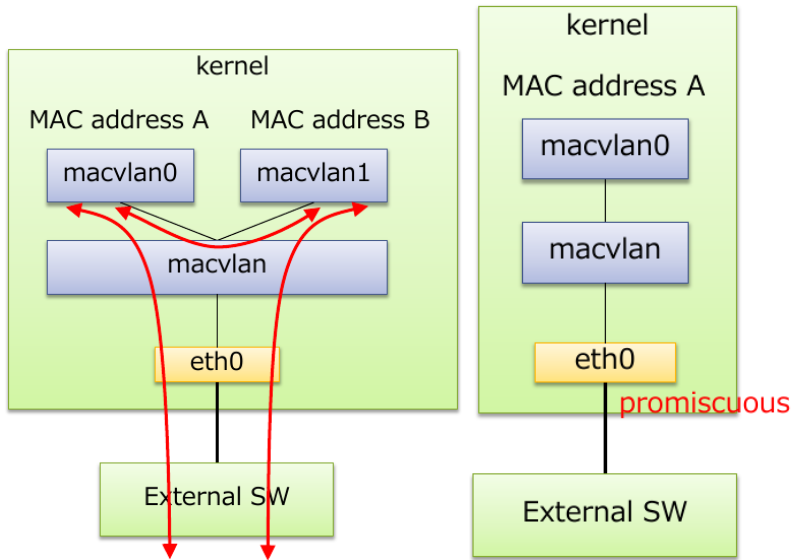 kernel
MAC address A
MAC address B
macvlan0
macvlan1
macvlan
eth0
External SW
kernel
MAC address A
macvlan0
macvlan
eth0
promiscuous
External SW